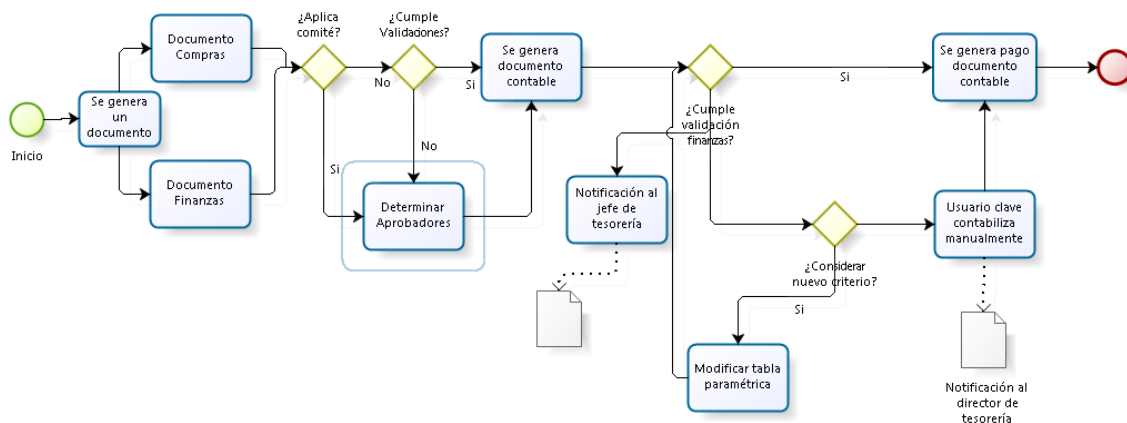 ¿Aplica
comité?
¿Cumple
Validaciones?
Documento
Compras
Se genera
documento
contable
Se genera pago
documento
contable
Se genera
un
documento
Inicio
No
Si
Si
¿Cumple
validación
finanzas?
No
Si
Documento
Finanzas
Determinar
Aprobadores
Notificación al
jefe de
tesorería
Usuario clave
contabiliza
manualmente
¿Considerar
nuevo criterio?
Si
Modificar tabla
paramétrica
Notificación al
director de
tesorería